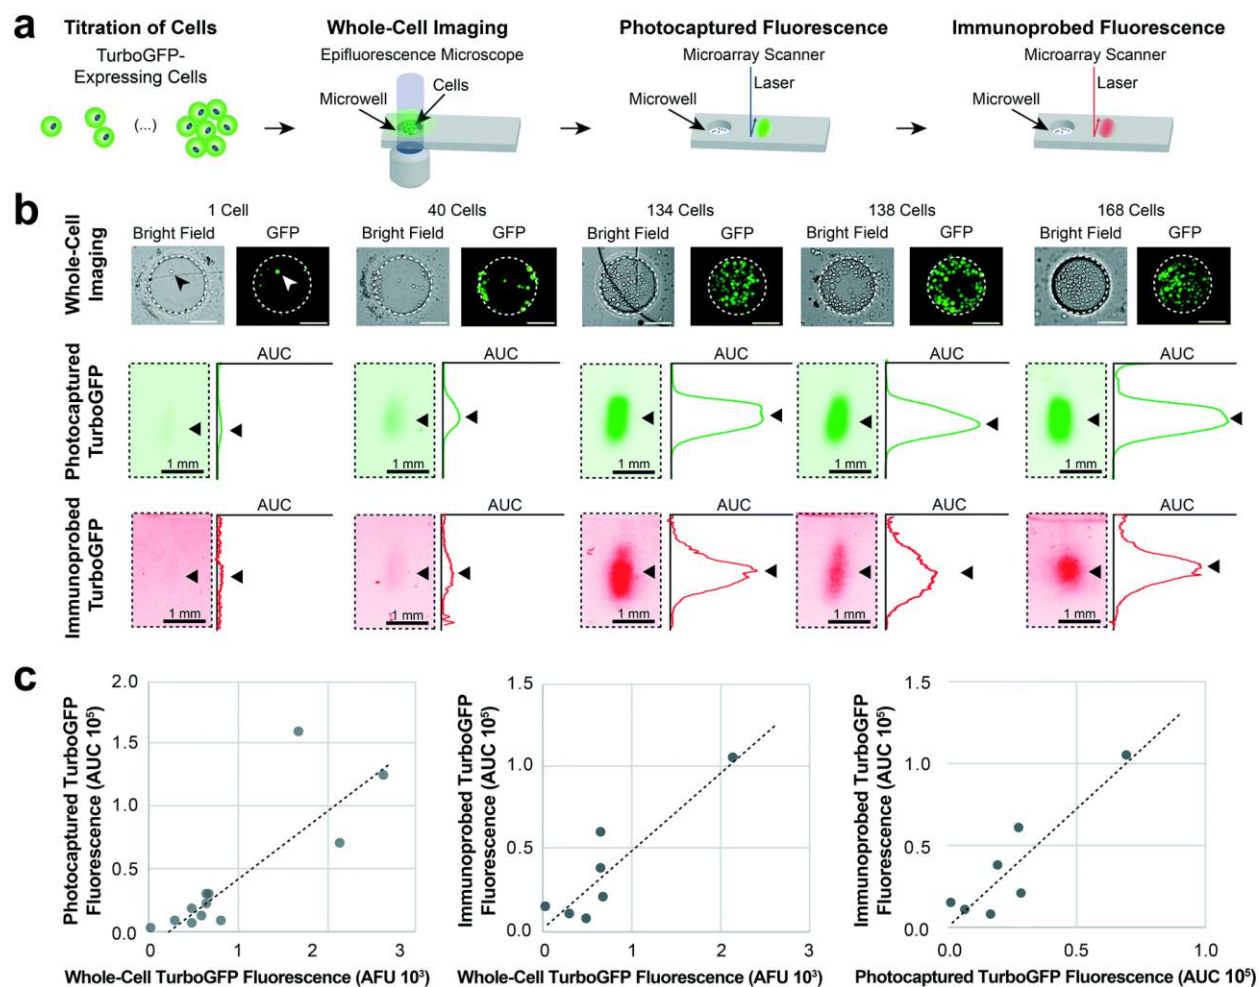 a
Titration of Cells
TurboGFP-
Expressing Cells
(...)
Whole-Cell Imaging
Epifluorescence Microscope
Cells
Microwell
Photocaptured Fluorescence
Microarray Scanner
Laser
Microwell
Immunoprobed Fluorescence
Microarray Scanner
Laser
Microwell
b
1 Cell
40 Cells
134 Cells
138 Cells
168 Cells
Whole-Cell
Imaging
Bright Field
GFP
Bright Field
GFP
Bright Field
GFP
Bright Field
GFP
Bright Field
GFP
Photocaptured
TurboGFP
1 mm
AUC
1 mm
AUC
1 mm
AUC
1 mm
AUC
1 mm
AUC
Immunoprobed
TurboGFP
1 mm
AUC
1 mm
AUC
1 mm
AUC
1 mm
AUC
1 mm
AUC
c
Photocaptured TurboGFP
Fluorescence (AUC 10⁵)
2.0
1.5
1.0
0.5
0.0
0
1
2
3
Whole-Cell TurboGFP Fluorescence (AFU 10³)
Immunoprobed TurboGFP
Fluorescence (AUC 10⁵)
1.5
1.0
0.5
0.0
0
1
2
3
Whole-Cell TurboGFP Fluorescence (AFU 10³)
Immunoprobed TurboGFP
Fluorescence (AUC 10⁵)
1.5
1.0
0.5
0.0
0.0
0.5
1.0
Photocaptured TurboGFP Fluorescence (AUC 10⁵)